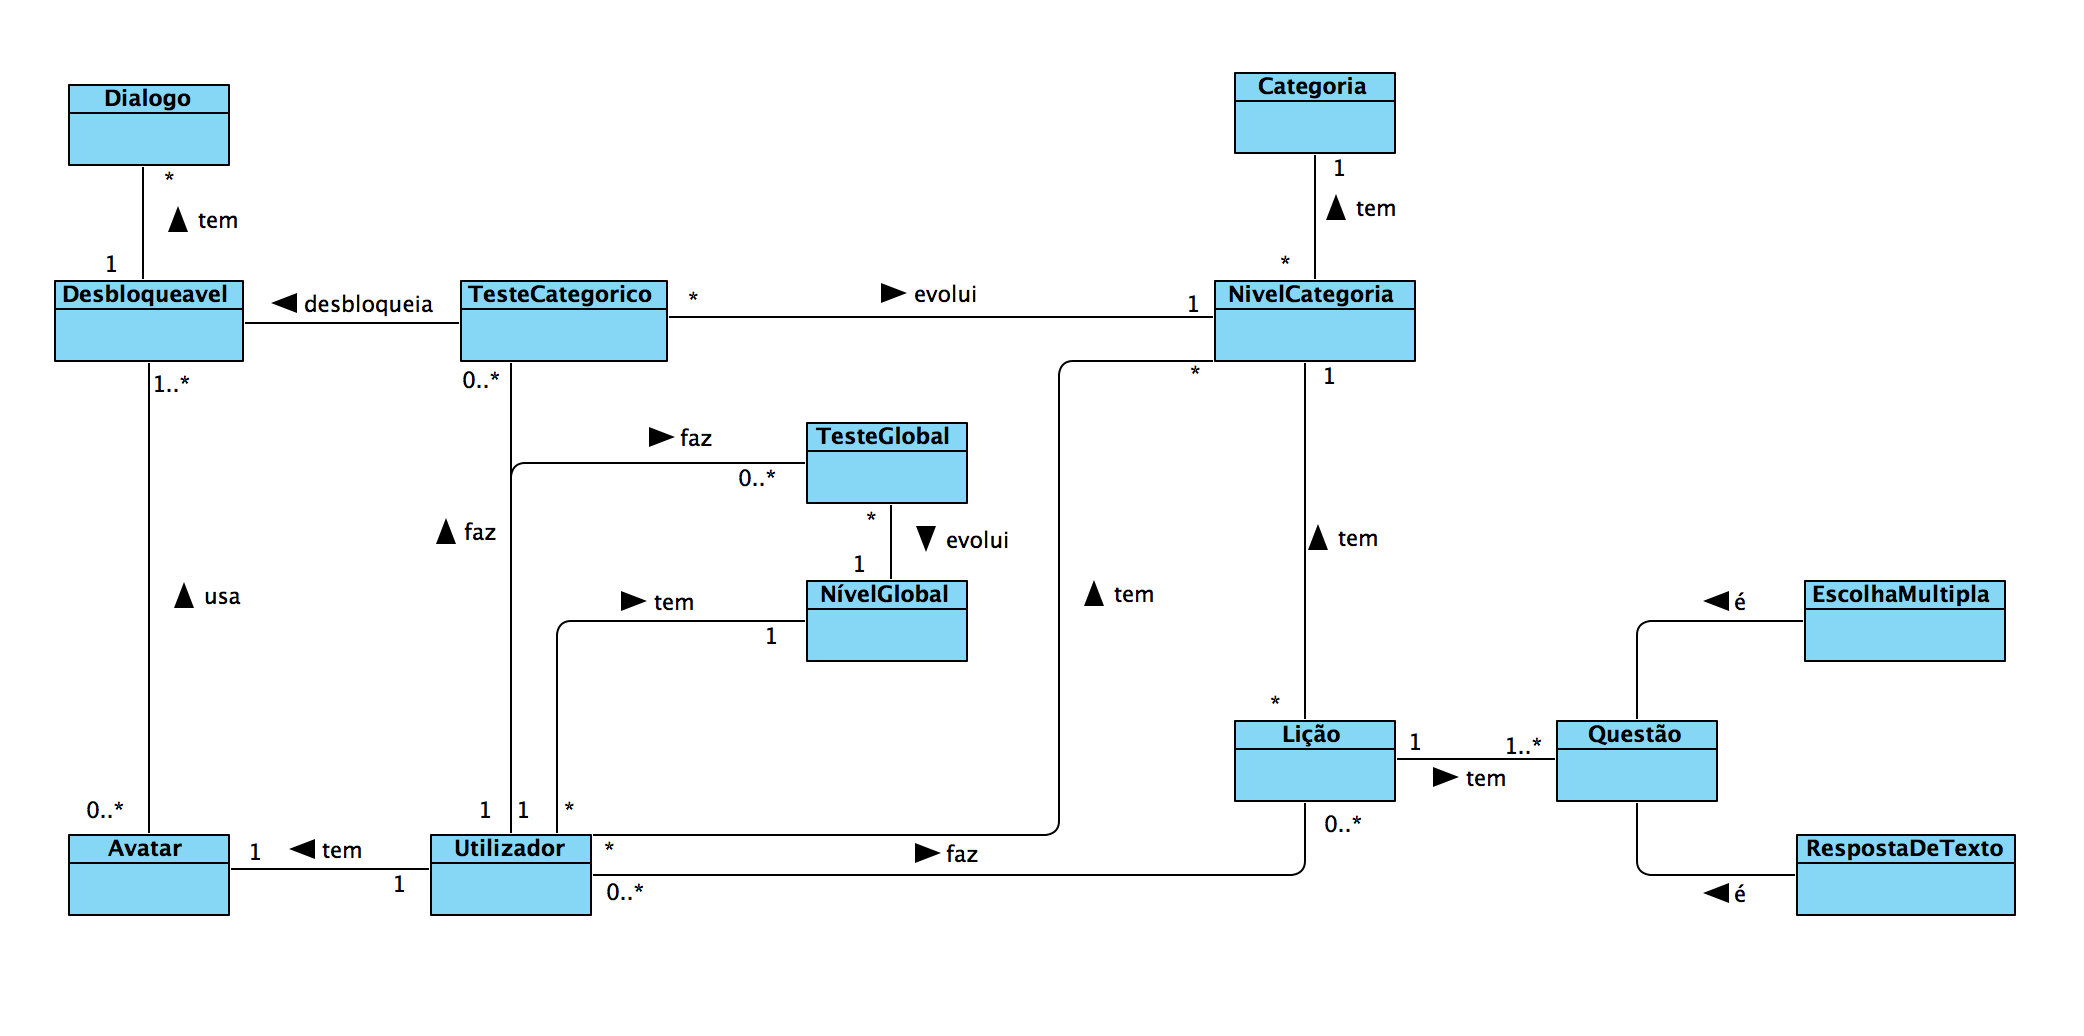 Dialogo
Categoria
*
1
tem
tem
1
*
Desbloqueavel
desbloqueia
TesteCategorico
*
evolui
1
NivelCategoria
1..*
0..*
*
1
faz
TesteGlobal
0..*
faz
*
evolui
1
tem
usa
tem
NívelGlobal
1
tem
é
EscolhaMultipla
*
Lição
1
1..*
Questão
tem
0..*
1
1
*
0..*
Avatar
1
tem
1
Utilizador
*
0..*
faz
RespostaDeTexto
é